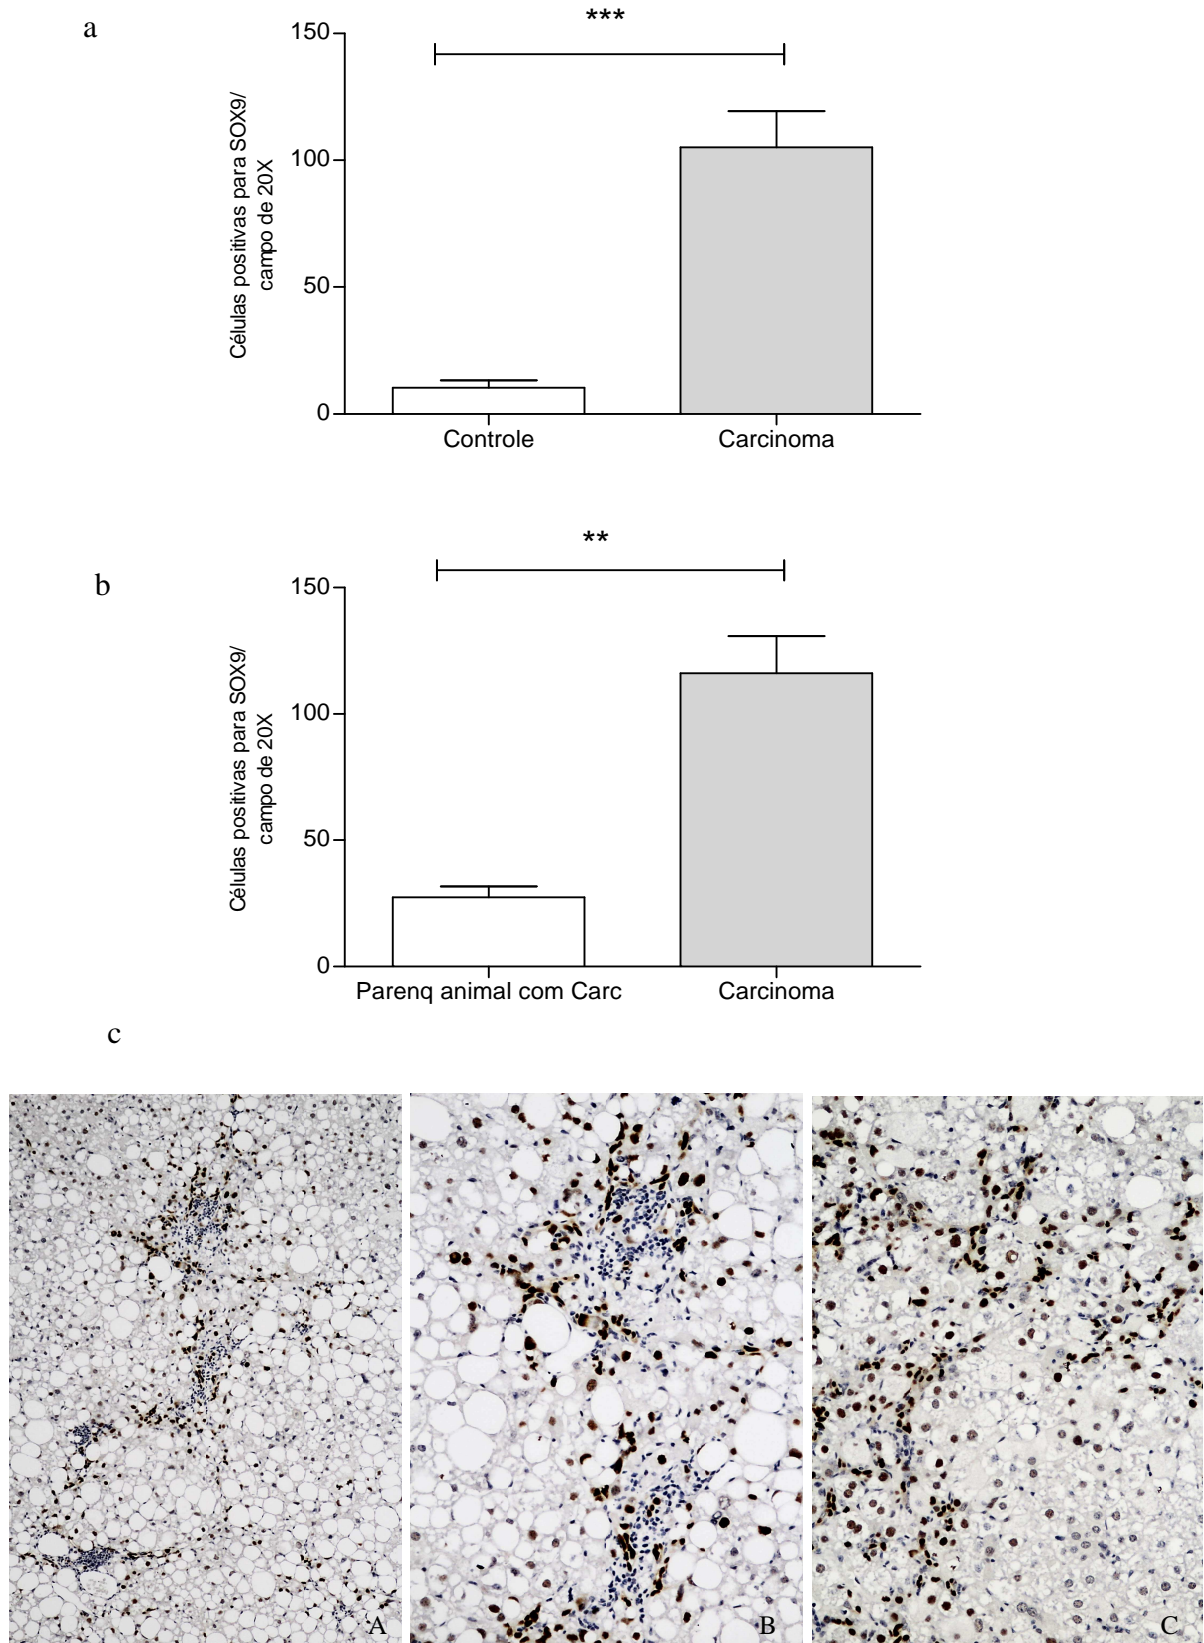 a
***
150
100
50
0
Células positivas para SOX9/
campo de 20X
Controle
Carcinoma
b
**
150
100
50
0
Células positivas para SOX9/
campo de 20X
Parenq animal com Carc
Carcinoma
c
A
B
C